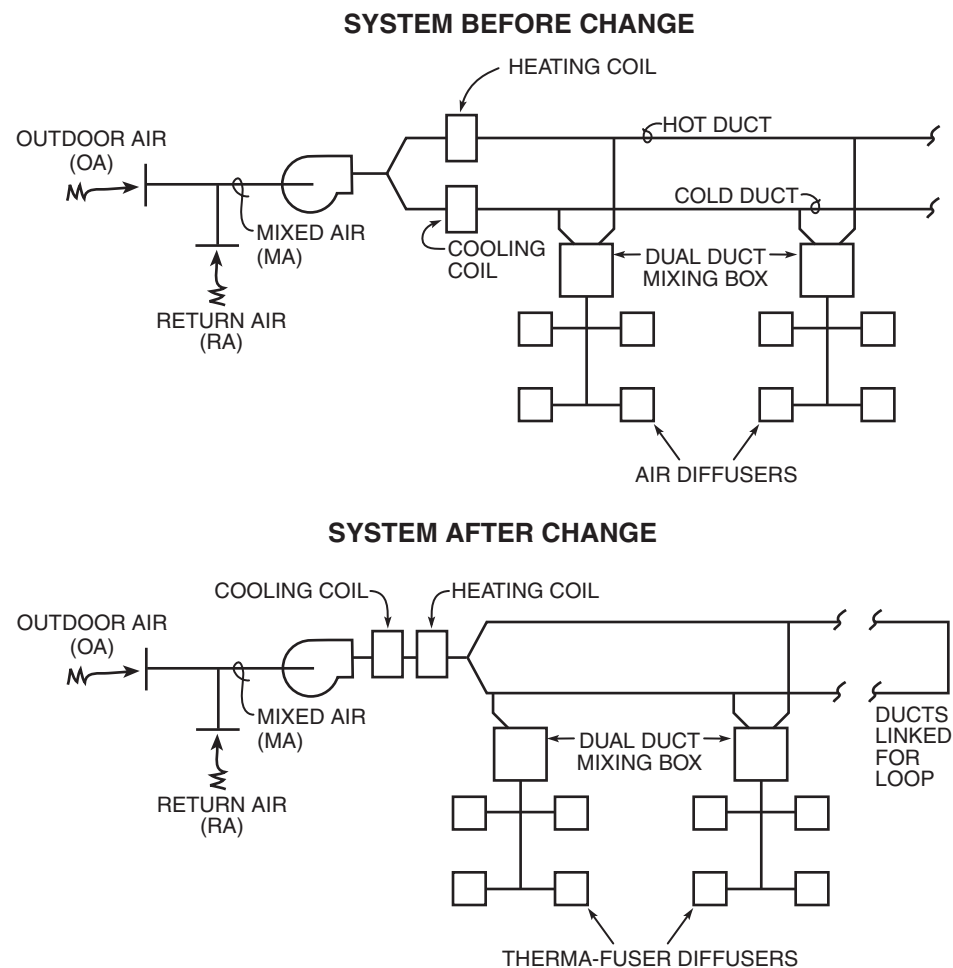 SYSTEM BEFORE CHANGE
HEATING COIL
OUTDOOR AIR
(OA)
HOT DUCT
COLD DUCT
MIXED AIR
(MA)
COOLING
COIL
DUAL DUCT
MIXING BOX
RETURN AIR
(RA)
AIR DIFFUSERS
SYSTEM AFTER CHANGE
COOLING COIL
HEATING COIL
OUTDOOR AIR
(OA)
MIXED AIR
(MA)
DUAL DUCT
MIXING BOX
DUCTS
LINKED
FOR
LOOP
RETURN AIR
(RA)
THERMA-FUSER DIFFUSERS